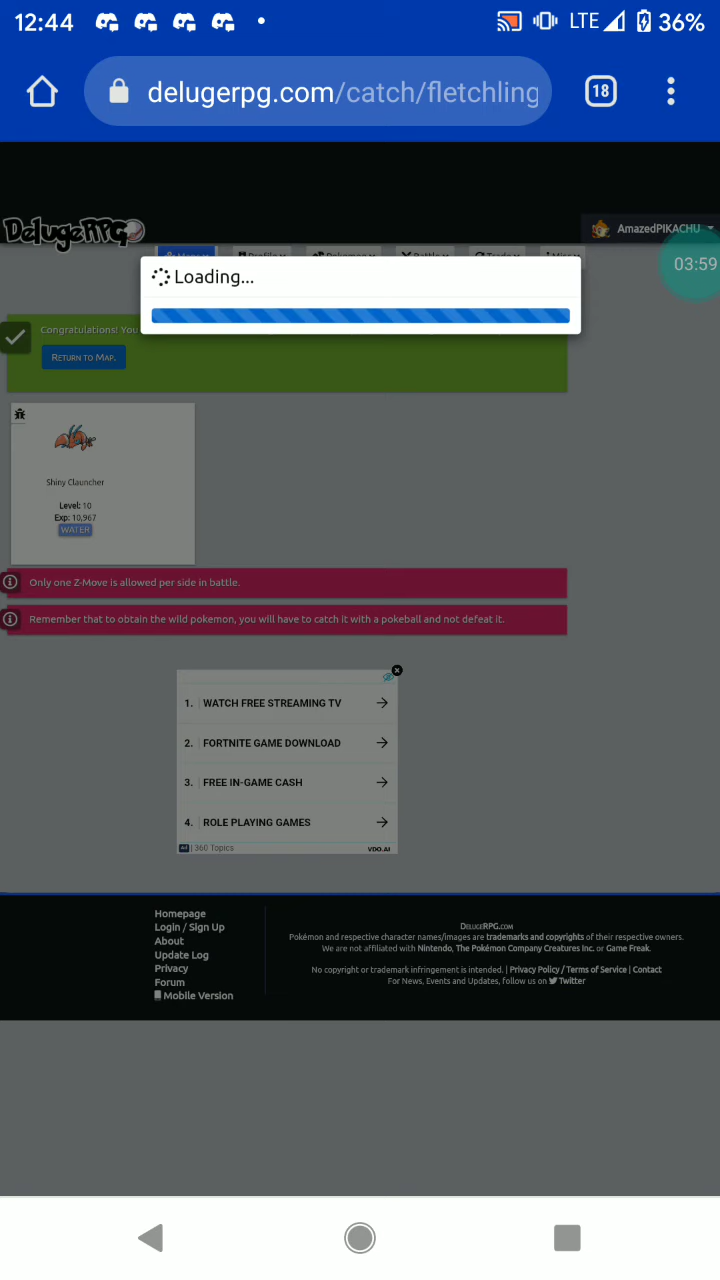 12:44
LTE
36%
delugerpg.com/catch/fletchling
18
DelugeRPG
AmazedPIKACHU
03:59
Loading...
Congratulations! You
Return to Map.
Shiny Clauncher
Level: 10
Exp: 10,967
WATER
Only one Z-Move is allowed per side in battle.
Remember that to obtain the wild pokemon, you will have to catch it with a pokeball and not defeat it.
1. WATCH FREE STREAMING TV
2. FORTNITE GAME DOWNLOAD
3. FREE IN-GAME CASH
4. ROLE PLAYING GAMES
Ad | 360 Topics
VDO.AI
Homepage
Login / Sign Up
About
Update Log
Privacy
Forum
Mobile Version
DelugeRPG.com
Pokémon and respective character names/images are trademarks and copyrights of their respective owners.
We are not affiliated with Nintendo, The Pokémon Company Creatures Inc. or Game Freak.
No copyright or trademark infringement is intended. | Privacy Policy / Terms of Service | Contact
For News, Events and Updates, follow us on Twitter